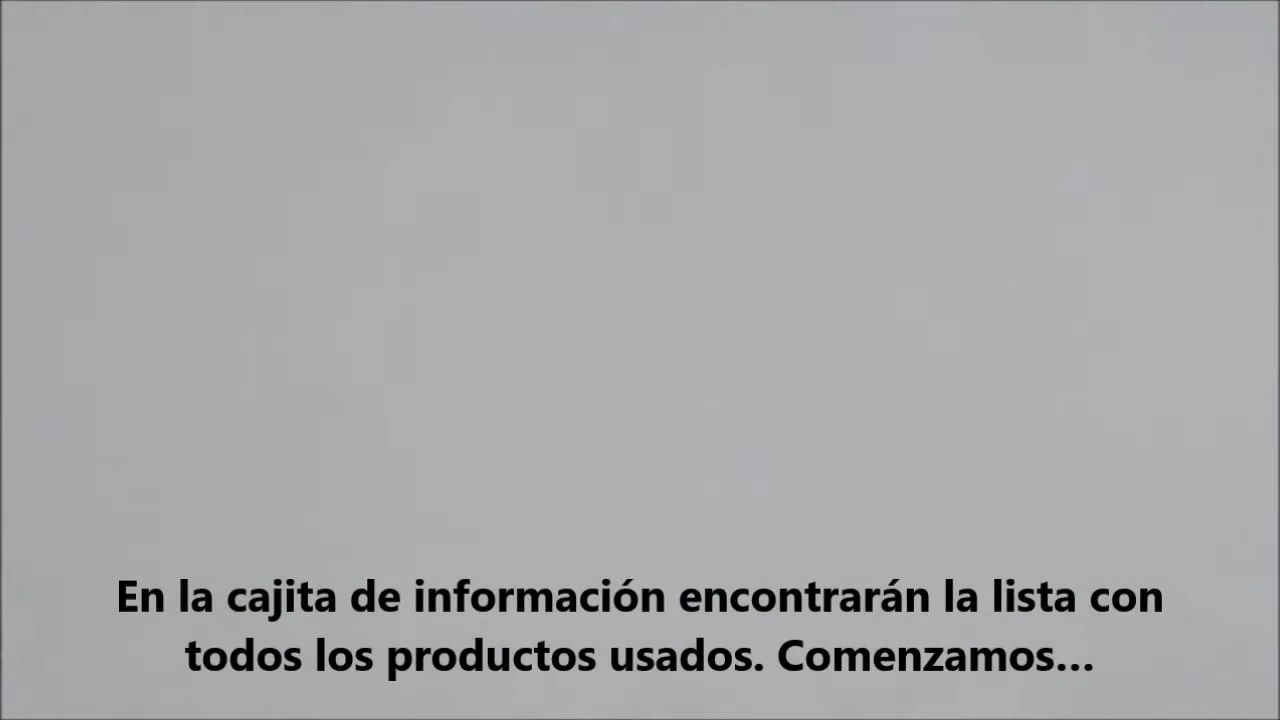 En la cajita de información encontrarán la lista con
todos los productos usados. Comenzamos...